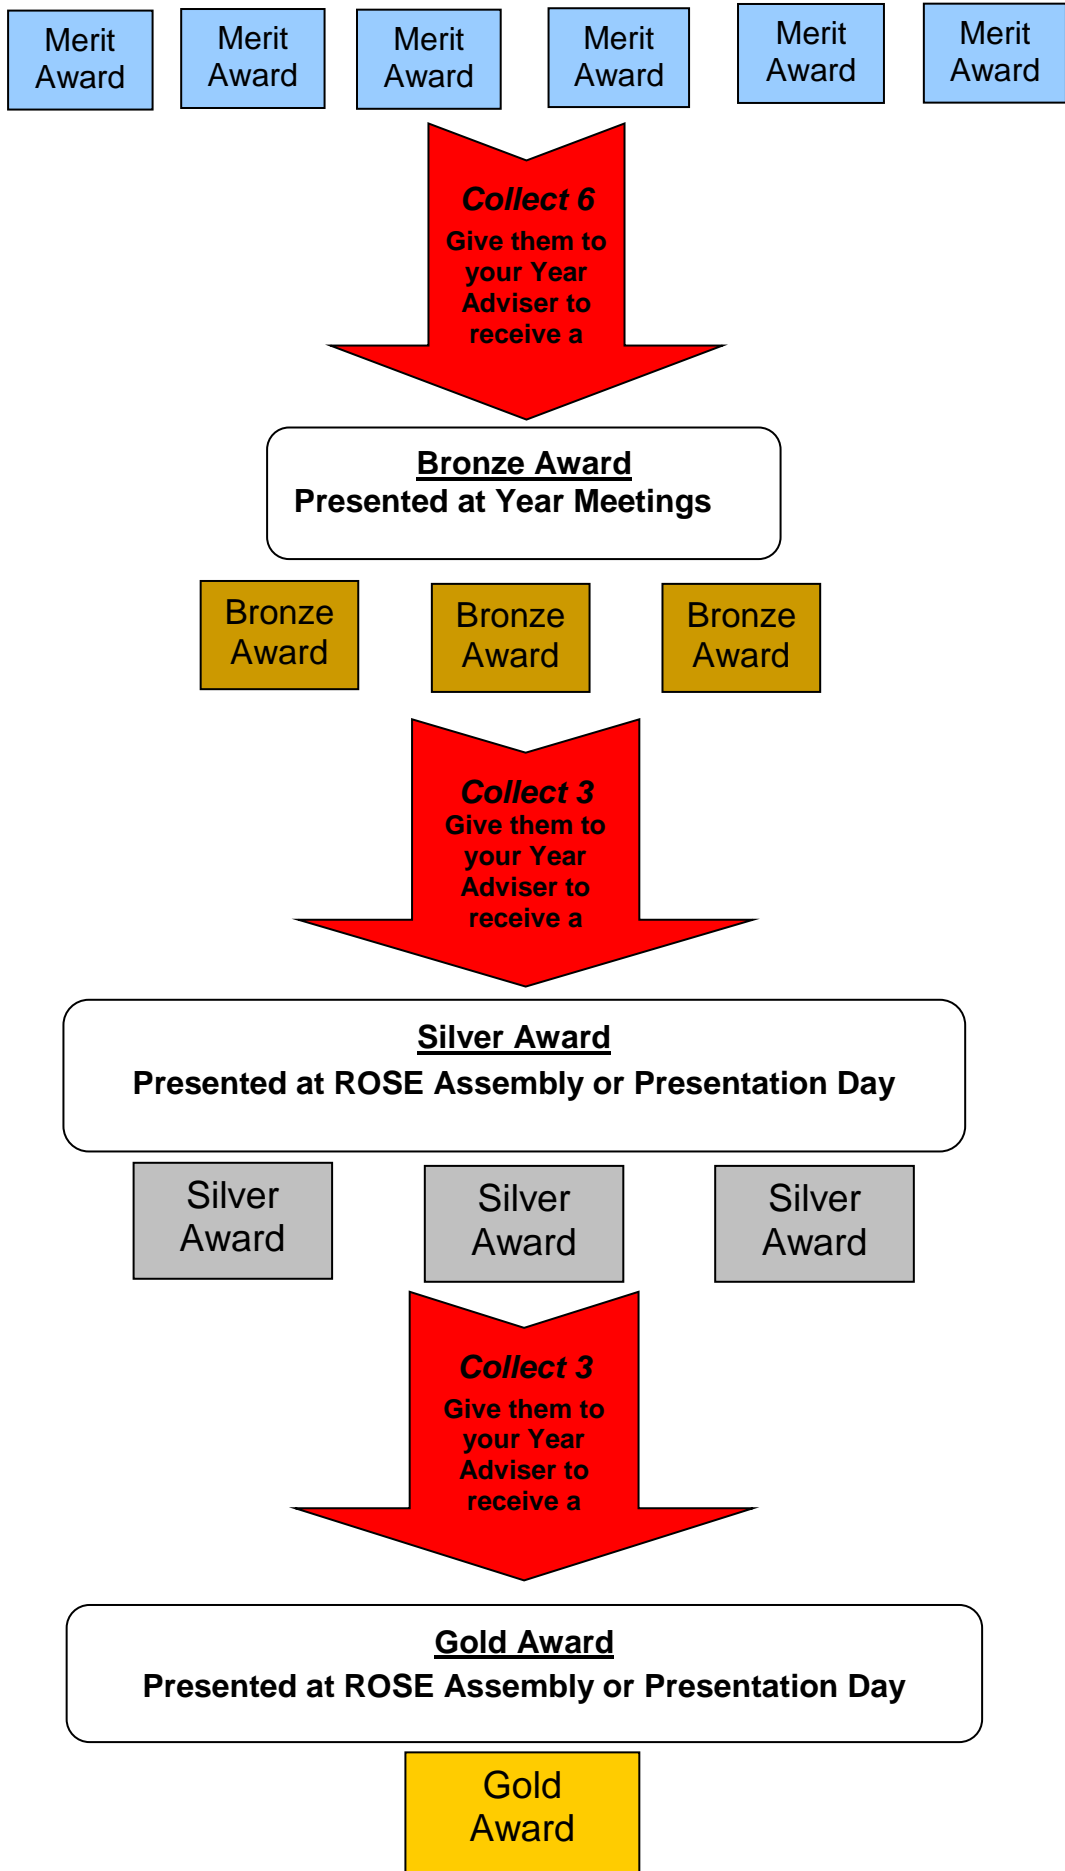 Merit Award
Merit Award
Merit Award
Merit Award
Merit Award
Merit Award
Collect 6
Give them to
your Year
Adviser to
receive a
Bronze Award
Presented at Year Meetings
Bronze Award
Bronze Award
Bronze Award
Collect 3
Give them to
your Year
Adviser to
receive a
Silver Award
Presented at ROSE Assembly or Presentation Day
Silver Award
Silver Award
Silver Award
Collect 3
Give them to
your Year
Adviser to
receive a
Gold Award
Presented at ROSE Assembly or Presentation Day
Gold
Award